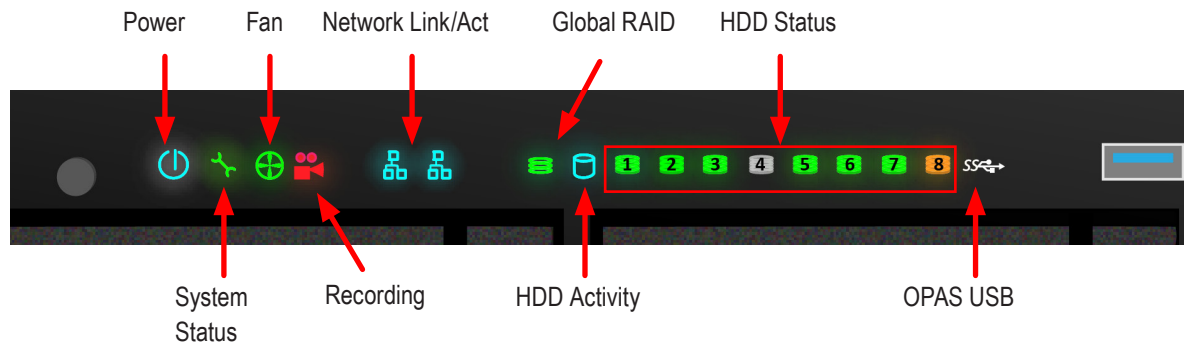 Power
Fan
Network Link/Act
Global RAID
HDD Status
1 2 3 4 5 6 7 8
SS
System
Status
Recording
HDD Activity
OPAS USB